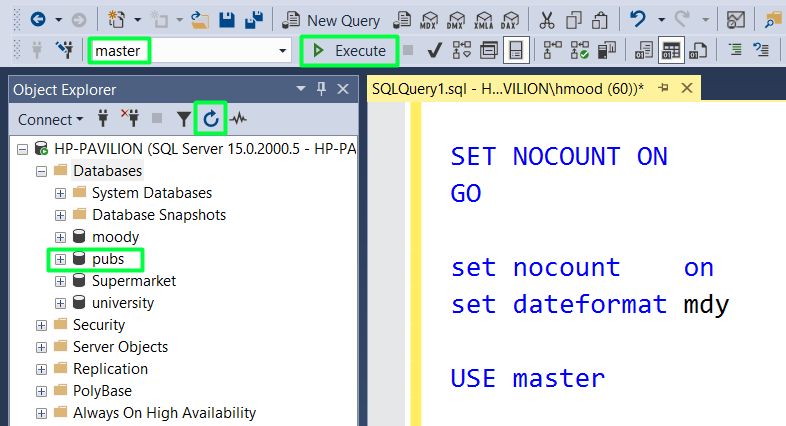 New Query
MDX
DMX
XMLA
DAX
master
Execute
Object Explorer
Connect
HP-PAVILION (SQL Server 15.0.2000.5 - HP-PA
Databases
System Databases
Database Snapshots
moody
pubs
Supermarket
university
Security
Server Objects
Replication
PolyBase
Always On High Availability
SQLQuery1.sql - H...VILION\hmood (60))*
SET NOCOUNT ON
GO
set nocount    on
set dateformat mdy
USE master